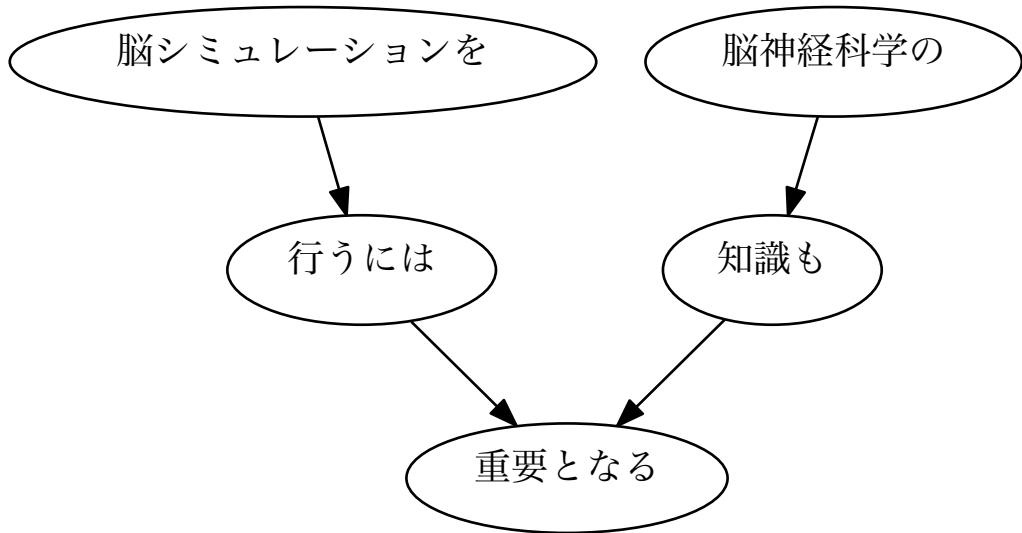 脳シミュレーションを
脳神経科学の
行うには
知識も
重要となる